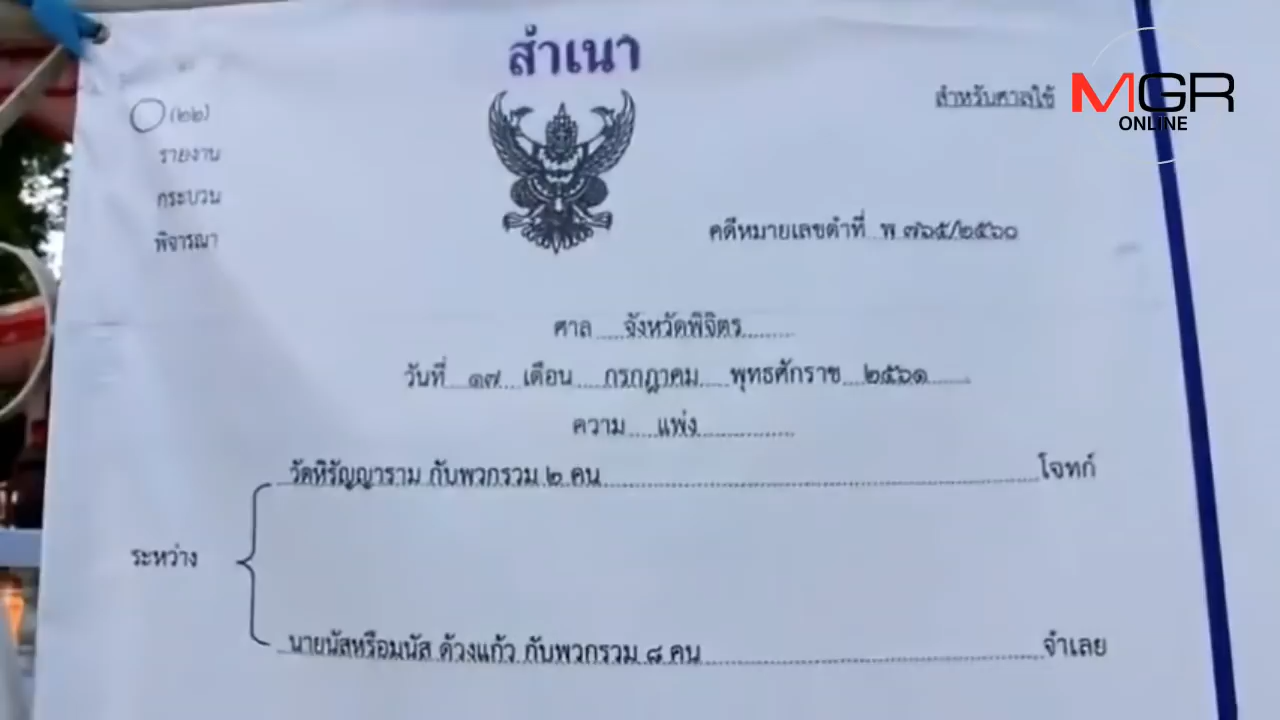 สำเนา
(๒๒)
สำหรับศาลใช้
MGR
ONLINE
รายงาน
กระบวน
พิจารณา
คดีหมายเลขดำที่ พ ๗๖๕/๒๕๖๐
ศาล จังหวัดพิจิตร
วันที่ ๑๗ เดือน กรกฎาคม พุทธศักราช ๒๕๖๑
ความ แพ่ง
วัดหิรัญญาราม กับพวกรวม ๒ คน โจทก์
ระหว่าง
นายนัสหรือมนัส ด้วงแก้ว กับพวกรวม ๘ คน จำเลย